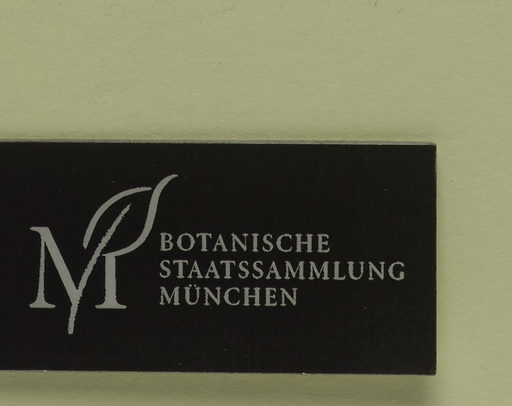 BOTANISCHE
STAATSSAMMLUNG
MÜNCHEN